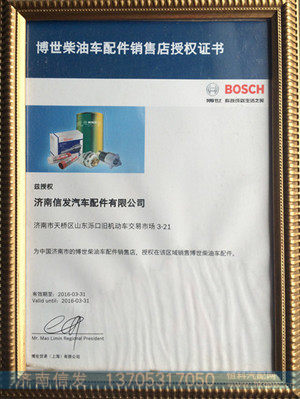 博世柴油车配件销售店授权证书
BOSCH
博世 科技成就生活之美
兹授权
济南信发汽车配件有限公司
济南市天桥区山东泺口旧机动车交易市场 3-21
为中国济南市的博世柴油车配件销售店，授权在该区域销售博世柴油车配件。
有效期至: 2016-03-31
Valid until: 2016-03-31
Mr. Mao Limin Regional President
博世贸易（上海）有限公司
济南信发 13705317050